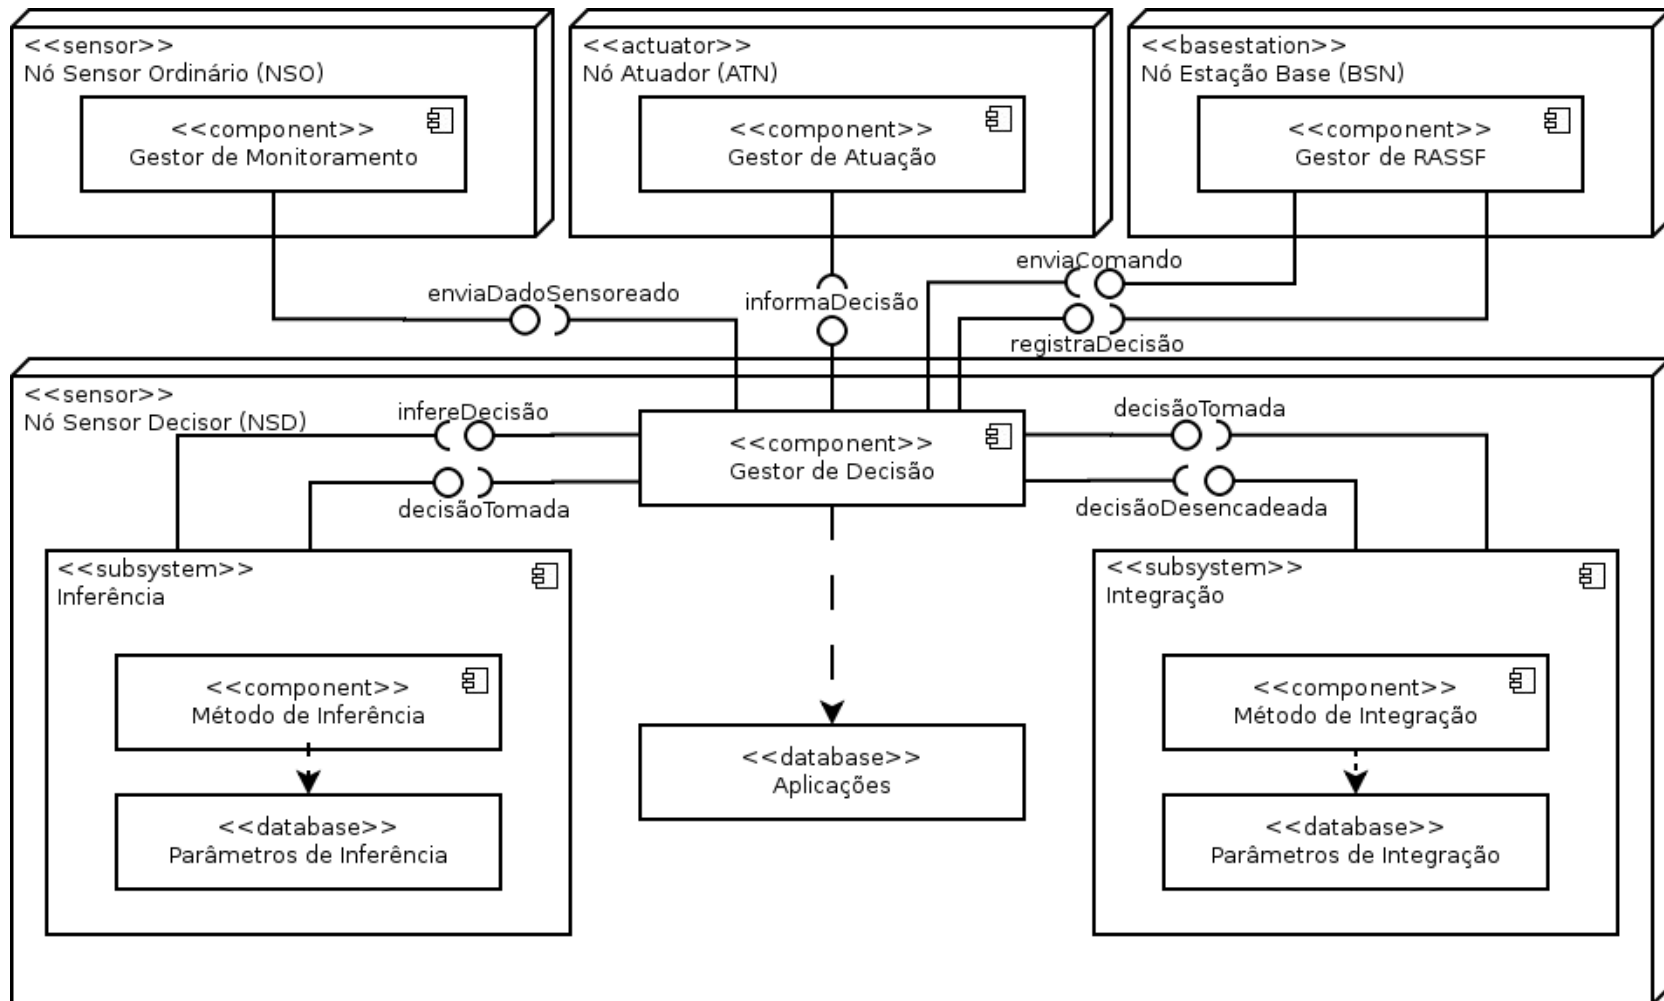 <<sensor>>
Nó Sensor Ordinário (NSO)
<<component>>
Gestor de Monitoramento
<<actuator>>
Nó Atuador (ATN)
<<component>>
Gestor de Atuação
<<basestation>>
Nó Estação Base (BSN)
<<component>>
Gestor de RASSF
enviaDadoSensoreado
informaDecisão
enviaComando
registraDecisão
<<sensor>>
Nó Sensor Decisor (NSD)
infereDecisão
decisãoTomada
<<component>>
Gestor de Decisão
decisãoTomada
decisãoDesencadeada
<<subsystem>>
Inferência
<<component>>
Método de Inferência
<<database>>
Parâmetros de Inferência
<<database>>
Aplicações
<<subsystem>>
Integração
<<component>>
Método de Integração
<<database>>
Parâmetros de Integração